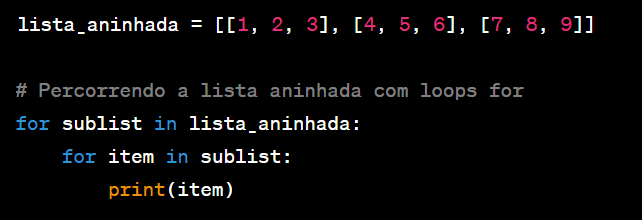 lista_aninhada = [[1, 2, 3], [4, 5, 6], [7, 8, 9]]
# Percorrendo a lista aninhada com loops for
for sublist in lista_aninhada:
    for item in sublist:
        print(item)